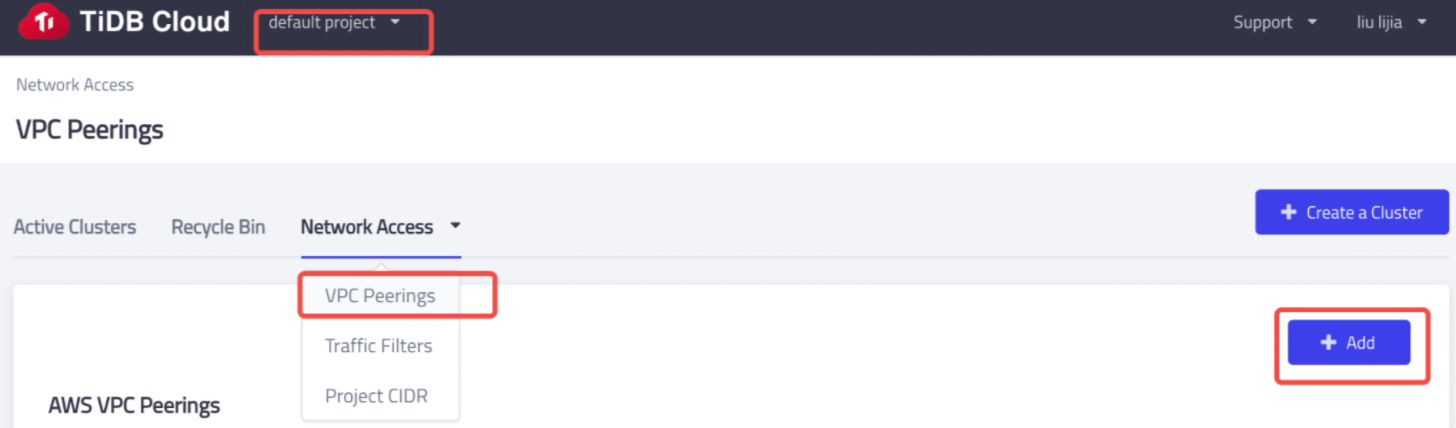 TiDB Cloud default project Support liu lijia
Network Access
VPC Peerings
Active Clusters Recycle Bin Network Access + Create a Cluster
VPC Peerings
Traffic Filters
Project CIDR
+ Add
AWS VPC Peerings